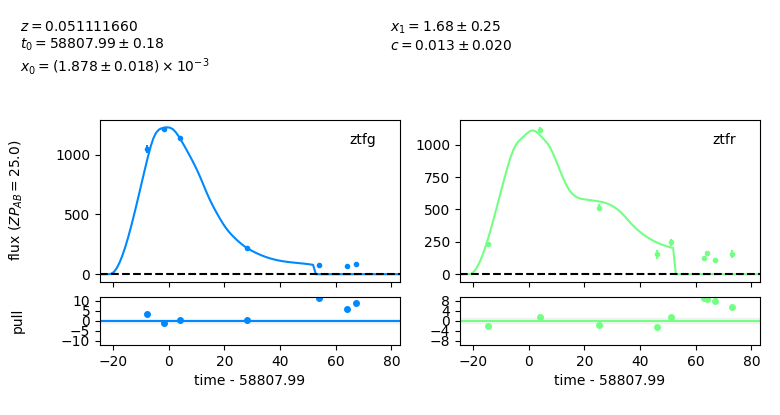 z = 0.051111660
t₀ = 58807.99 ± 0.18
x₀ = (1.878 ± 0.018) × 10⁻³
x₁ = 1.68 ± 0.25
c = 0.013 ± 0.020
flux (ZP_AB = 25.0)
ztfg
1000
500
0
ztfr
1000
750
500
250
0
pull
10
5
0
−5
−10
8
4
0
−4
−8
−20 0 20 40 60 80
−20 0 20 40 60 80
time - 58807.99
time - 58807.99